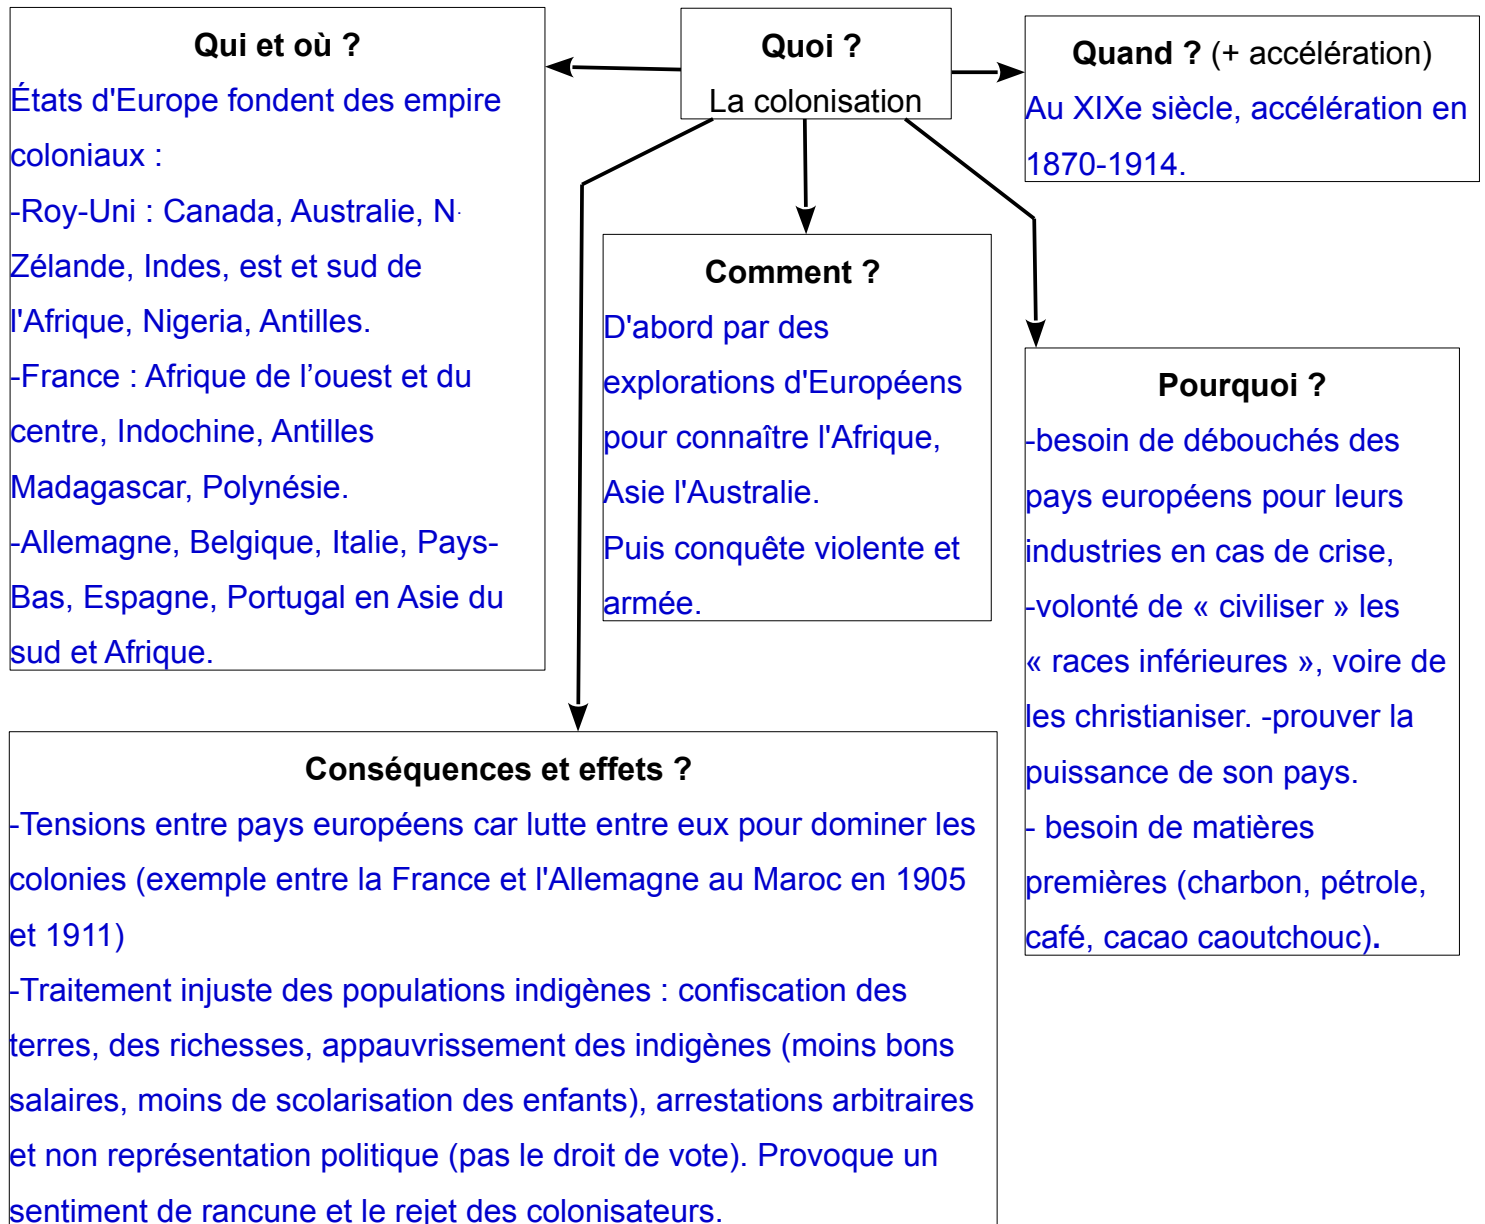 Qui et où ?
États d'Europe fondent des empire
coloniaux :
-Roy-Uni : Canada, Australie, N.
Zélande, Indes, est et sud de
l'Afrique, Nigeria, Antilles.
-France : Afrique de l’ouest et du
centre, Indochine, Antilles
Madagascar, Polynésie.
-Allemagne, Belgique, Italie, Pays-
Bas, Espagne, Portugal en Asie du
sud et Afrique.
Quoi ?
La colonisation
Quand ? (+ accélération)
Au XIXe siècle, accélération en
1870-1914.
Comment ?
D'abord par des
explorations d'Européens
pour connaître l'Afrique,
Asie l'Australie.
Puis conquête violente et
armée.
Pourquoi ?
-besoin de débouchés des
pays européens pour leurs
industries en cas de crise,
-volonté de « civiliser » les
« races inférieures », voire de
les christianiser. -prouver la
puissance de son pays.
- besoin de matières
premières (charbon, pétrole,
café, cacao caoutchouc).
Conséquences et effets ?
-Tensions entre pays européens car lutte entre eux pour dominer les
colonies (exemple entre la France et l'Allemagne au Maroc en 1905
et 1911)
-Traitement injuste des populations indigènes : confiscation des
terres, des richesses, appauvrissement des indigènes (moins bons
salaires, moins de scolarisation des enfants), arrestations arbitraires
et non représentation politique (pas le droit de vote). Provoque un
sentiment de rancune et le rejet des colonisateurs.